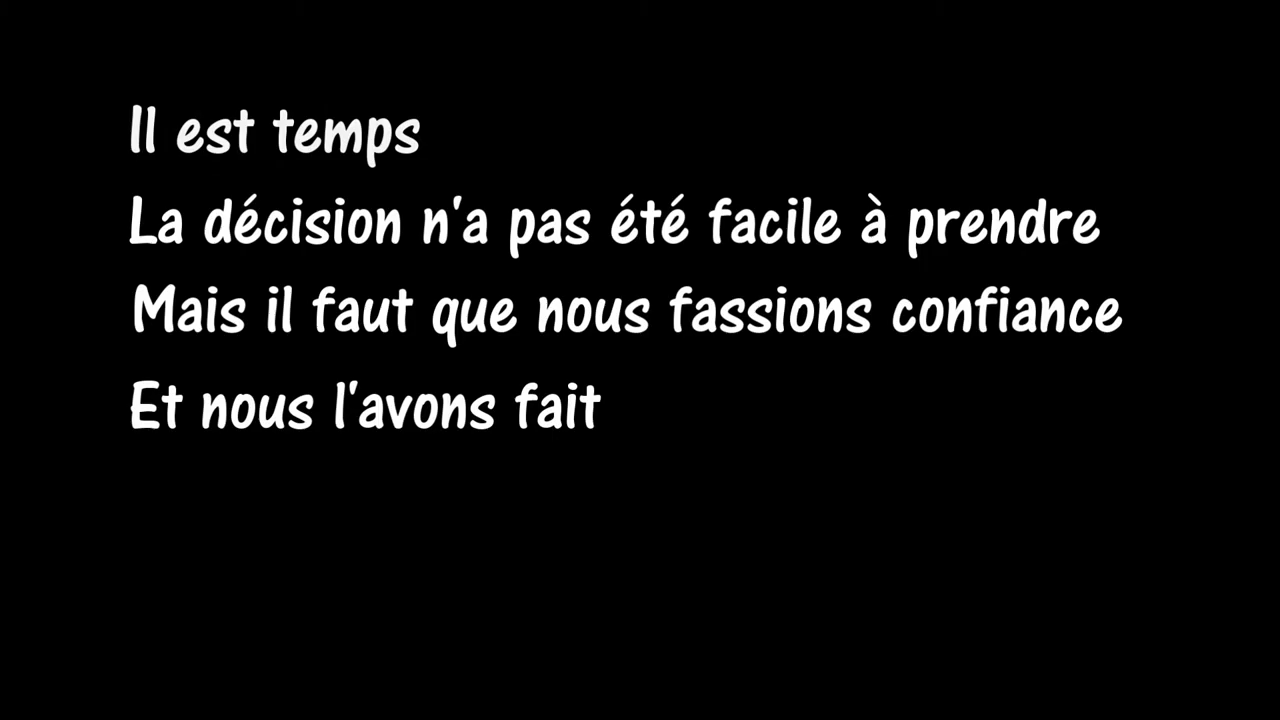 Il est temps
La décision n'a pas été facile à prendre
Mais il faut que nous fassions confiance
Et nous l'avons fait